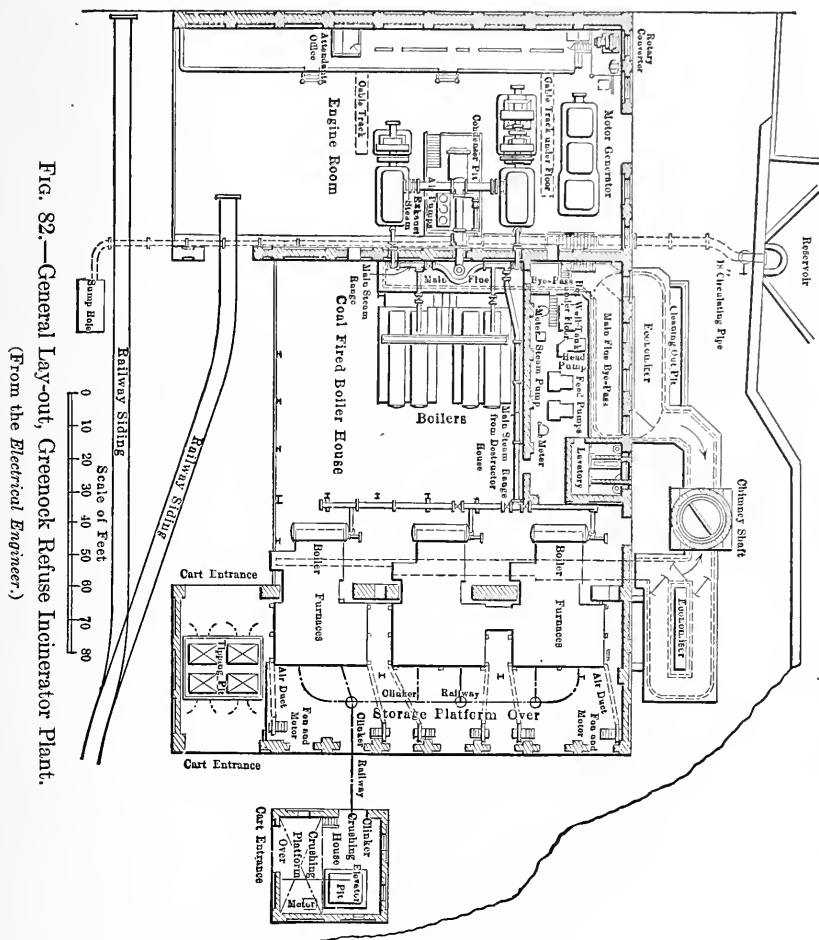 Rotary
Convertor
Attendants
Office
Cable Track
Cable Track under Floor
Motor Generator
Engine Room
Condenser Pit
Air
Pumps
Exhaust
Steam
Reservoir
18" Circulating Pipe
Sump Hole
Railway Siding
Railway Siding
Main Steam
Range
Main Flue
Bye-Pass
Hot Well Tank
under Floor
Head
Pump
Meter
Steam Pump
Feed Pumps
Meter
Main Flue Bye-Pass
Economiser
Cleaning Out Pit
Lavatory
Coal Fired Boiler House
Boilers
Main Steam Range
from Destructor
House
Chimney Shaft
Economiser
Boiler
Boiler
Boiler
Furnaces
Furnaces
Cart Entrance
Tipping Pit
Cart Entrance
Air Duct
Fan and
Motor
Clinker Railway
Storage Platform Over
Air Duct
Fan and
Motor
Clinker
Railway
Clinker
Crushing
House
Elevator
Pit
Crushing
Platform
Over
Motor
Cart Entrance
0 10 20 30 40 50 60 70 80
Scale of Feet
FIG. 82.—General Lay-out, Greenock Refuse Incinerator Plant.
(From the Electrical Engineer.)